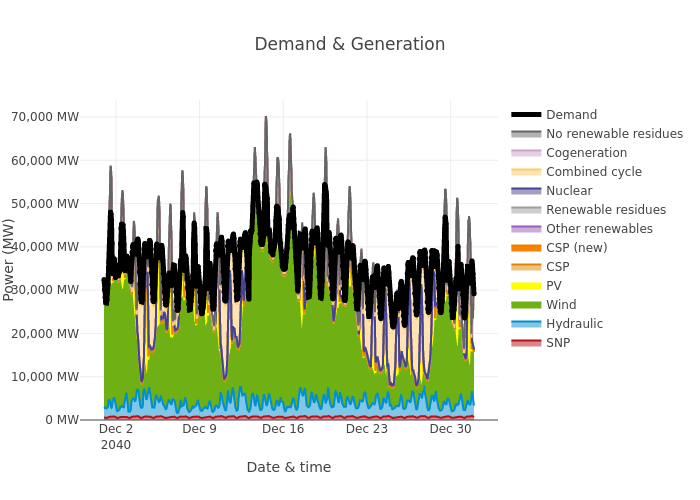 Demand & Generation
70,000 MW
60,000 MW
50,000 MW
40,000 MW
30,000 MW
20,000 MW
10,000 MW
0 MW
Power (MW)
Dec 2
2040
Dec 9
Dec 16
Dec 23
Dec 30
Date & time
Demand
No renewable residues
Cogeneration
Combined cycle
Nuclear
Renewable residues
Other renewables
CSP (new)
CSP
PV
Wind
Hydraulic
SNP